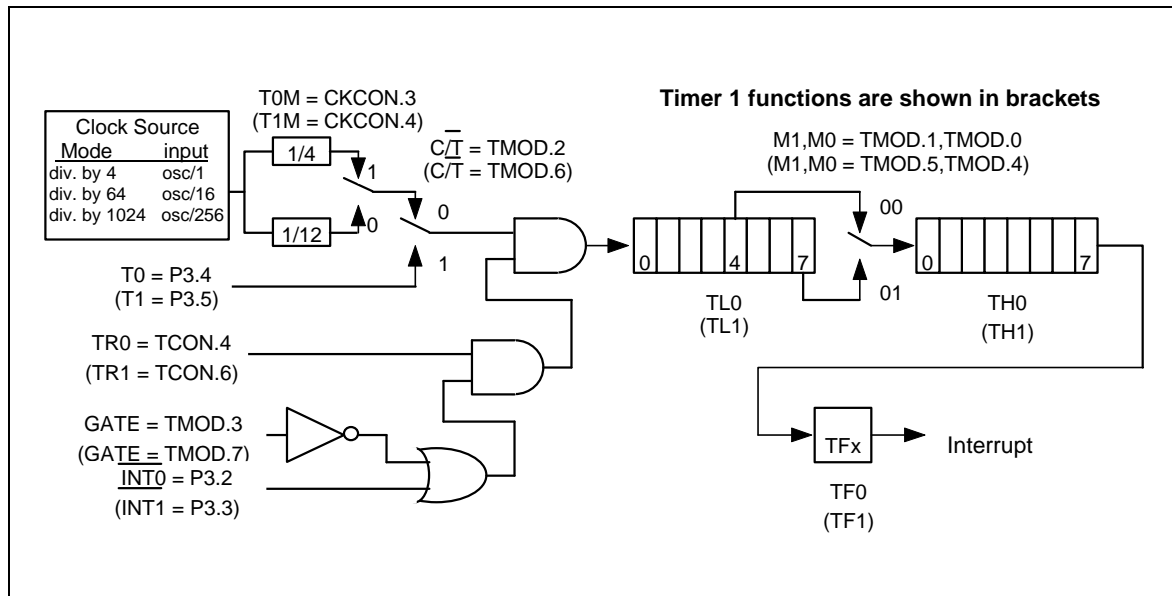 T0M = CKCON.3
(T1M = CKCON.4)
Timer 1 functions are shown in brackets
Clock Source
Mode input
div. by 4 osc/1
div. by 64 osc/16
div. by 1024 osc/256
1/4
1/12
1
0
C/T̅ = TMOD.2
(C/T̅ = TMOD.6)
0
1
M1,M0 = TMOD.1,TMOD.0
(M1,M0 = TMOD.5,TMOD.4)
00
01
0 4 7
TL0
(TL1)
0 7
TH0
(TH1)
T0 = P3.4
(T1 = P3.5)
TR0 = TCON.4
(TR1 = TCON.6)
GATE = TMOD.3
(GATE = TMOD.7)
I̅N̅T̅0̅ = P3.2
(I̅N̅T̅1̅ = P3.3)
TFx
Interrupt
TF0
(TF1)